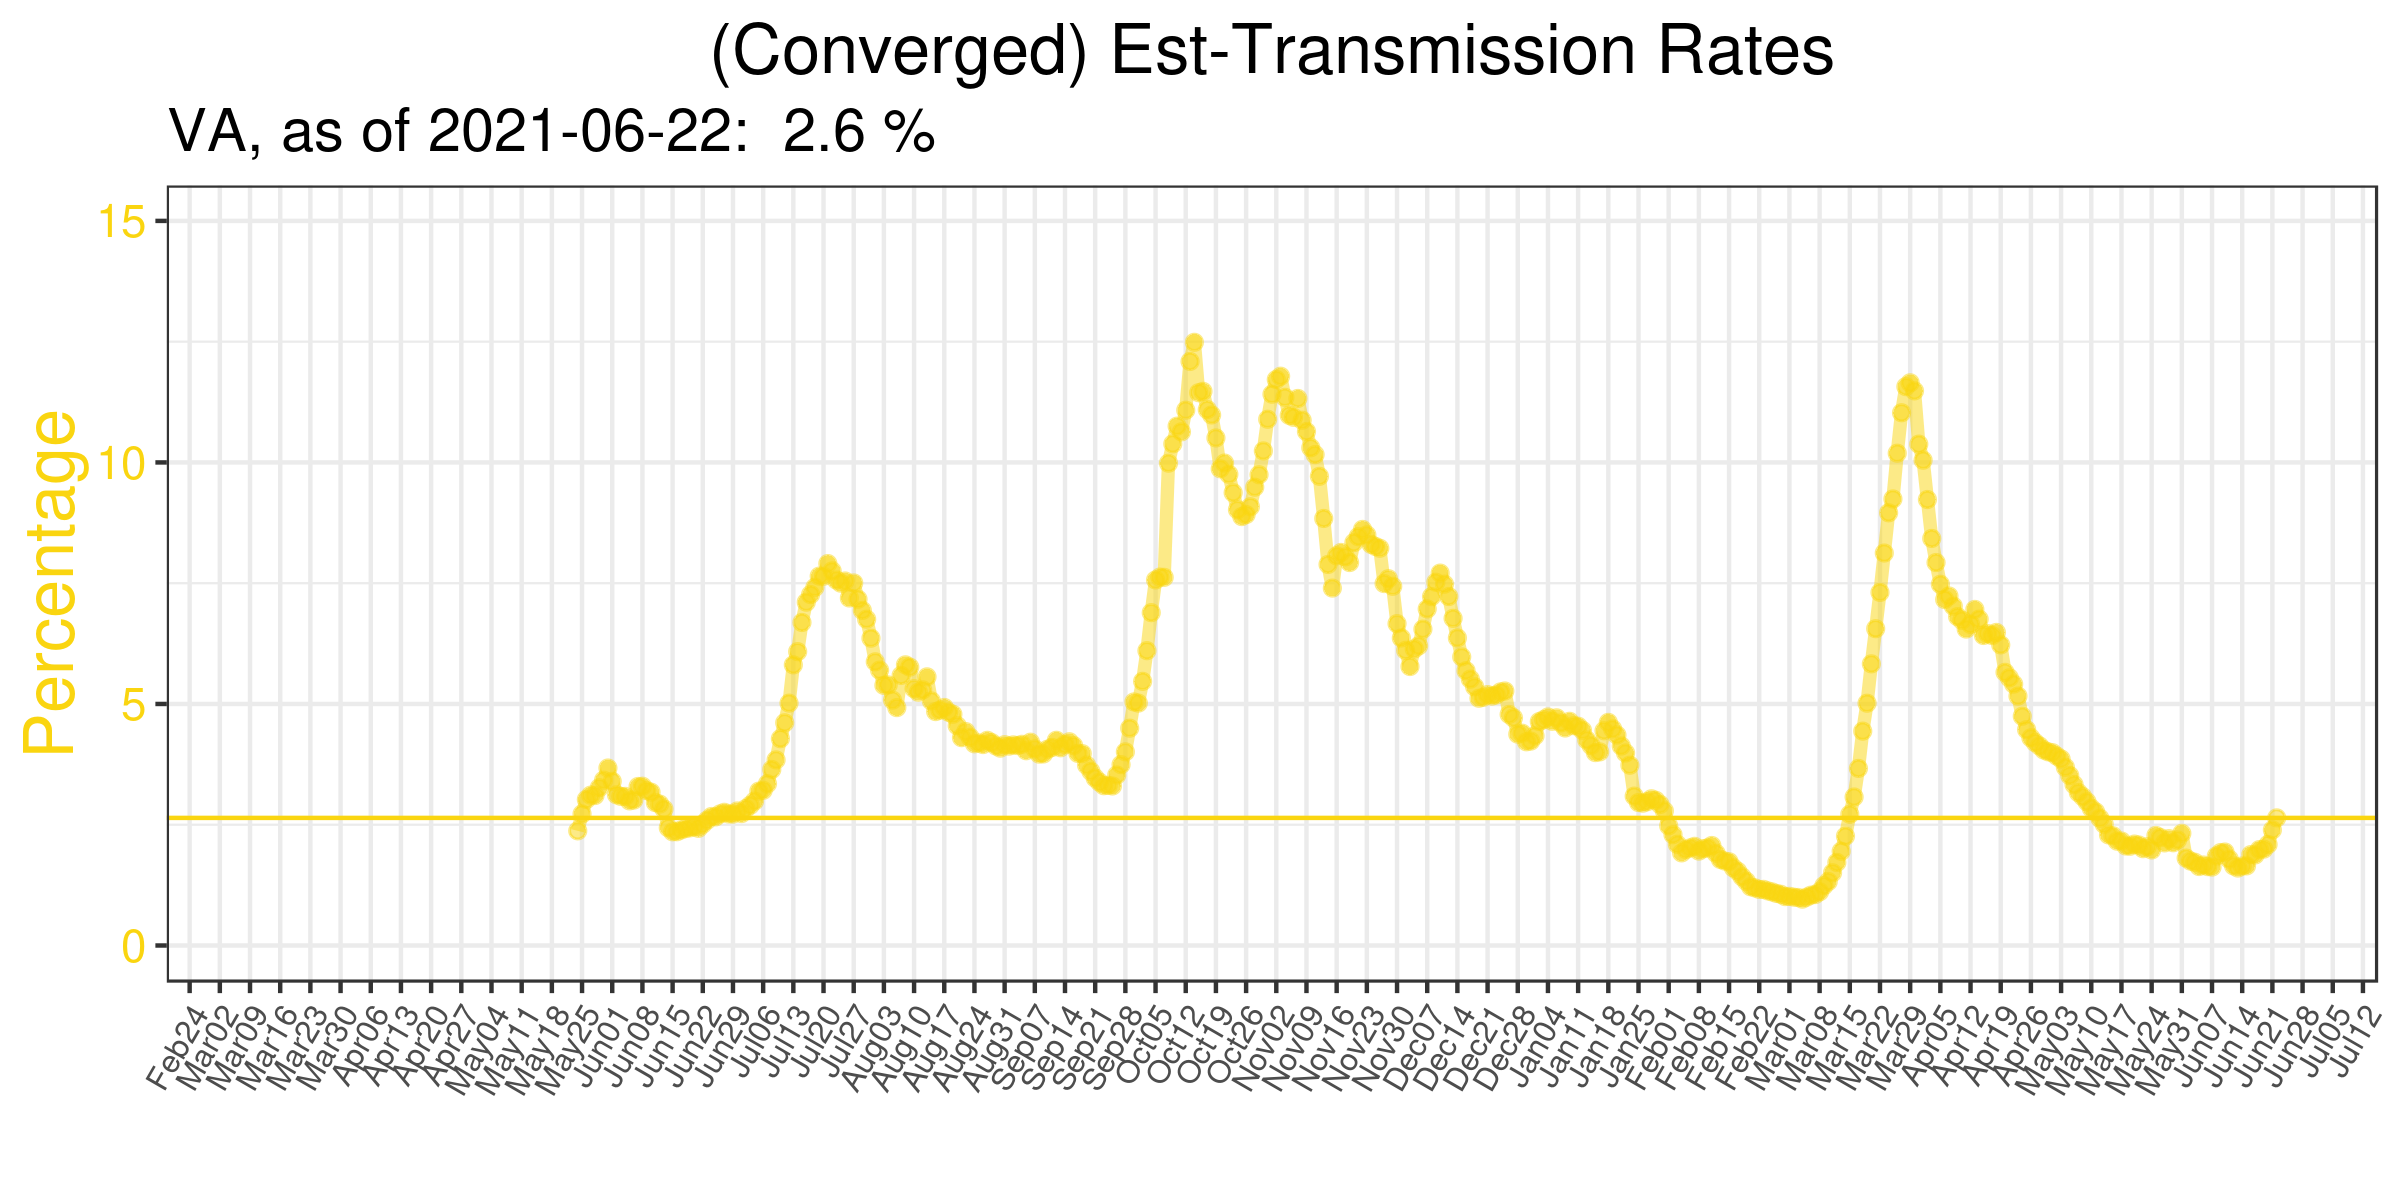 (Converged) Est-Transmission Rates
VA, as of 2021-06-22:  2.6 %
Percentage
15
10
5
0
Feb24
Mar02
Mar09
Mar16
Mar23
Mar30
Apr06
Apr13
Apr20
Apr27
May04
May11
May18
May25
Jun01
Jun08
Jun15
Jun22
Jun29
Jul06
Jul13
Jul20
Jul27
Aug03
Aug10
Aug17
Aug24
Aug31
Sep07
Sep14
Sep21
Sep28
Oct05
Oct12
Oct19
Oct26
Nov02
Nov09
Nov16
Nov23
Nov30
Dec07
Dec14
Dec21
Dec28
Dec04
Jan11
Jan18
Jan25
Feb01
Feb08
Feb15
Feb22
Mar01
Mar08
Mar15
Mar22
Mar29
Mar05
Apr12
Apr19
Apr26
May03
May10
May17
May24
May31
May07
Jun14
Jun21
Jun28
Jul05
Jul12